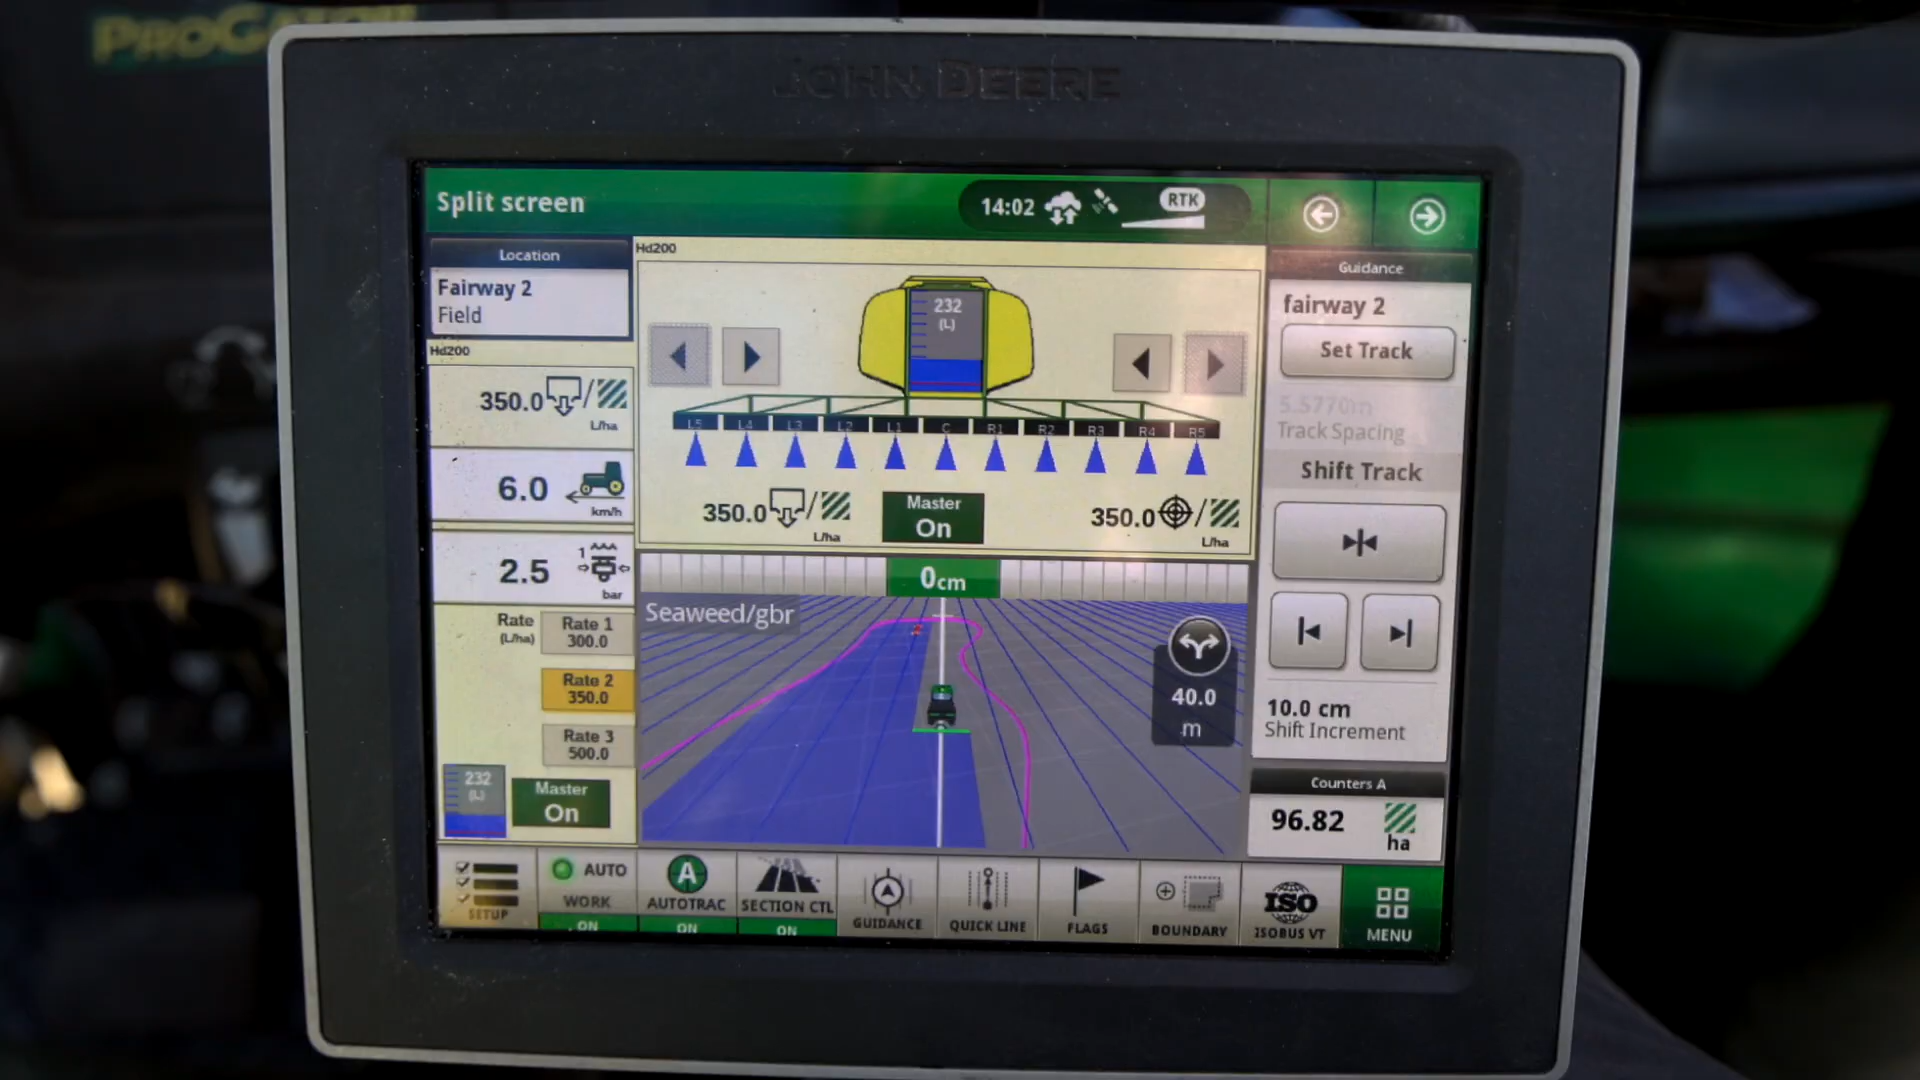 PROGATOR
JOHN DEERE
Split screen
14:02
RTK
Location
Fairway 2
Field
Hd200
350.0
L/ha
6.0
km/h
2.5
1
bar
Rate
(L/ha)
Rate 1
300.0
Rate 2
350.0
Rate 3
500.0
232
(L)
Master
On
Hd200
232
(L)
L5 L4 L3 L2 L1 C R1 R2 R3 R4 R5
350.0
L/ha
Master
On
350.0
L/ha
0cm
Seaweed/gbr
40.0
m
Guidance
fairway 2
Set Track
5.5770m
Track Spacing
Shift Track
10.0 cm
Shift Increment
Counters A
96.82
ha
SETUP
AUTO
WORK
ON
A
AUTOTRAC
ON
SECTION CTL
ON
GUIDANCE
QUICK LINE
FLAGS
BOUNDARY
ISO
ISOBUS VT
MENU